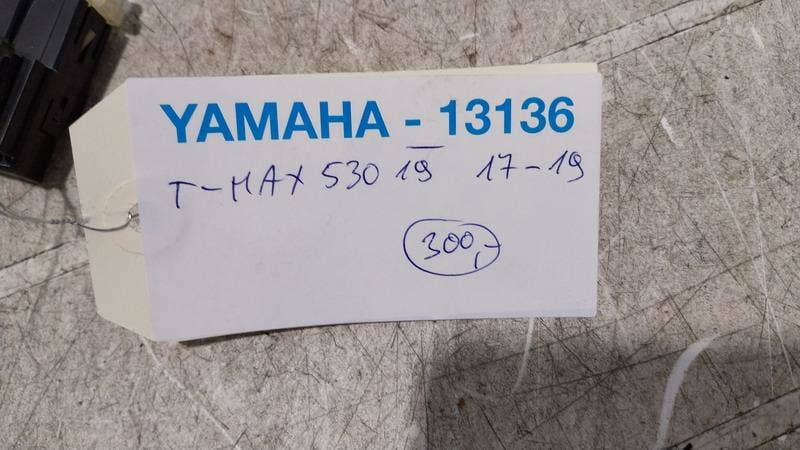 YAMAHA - 13136
T-MAX 530 19 17-19
300,-